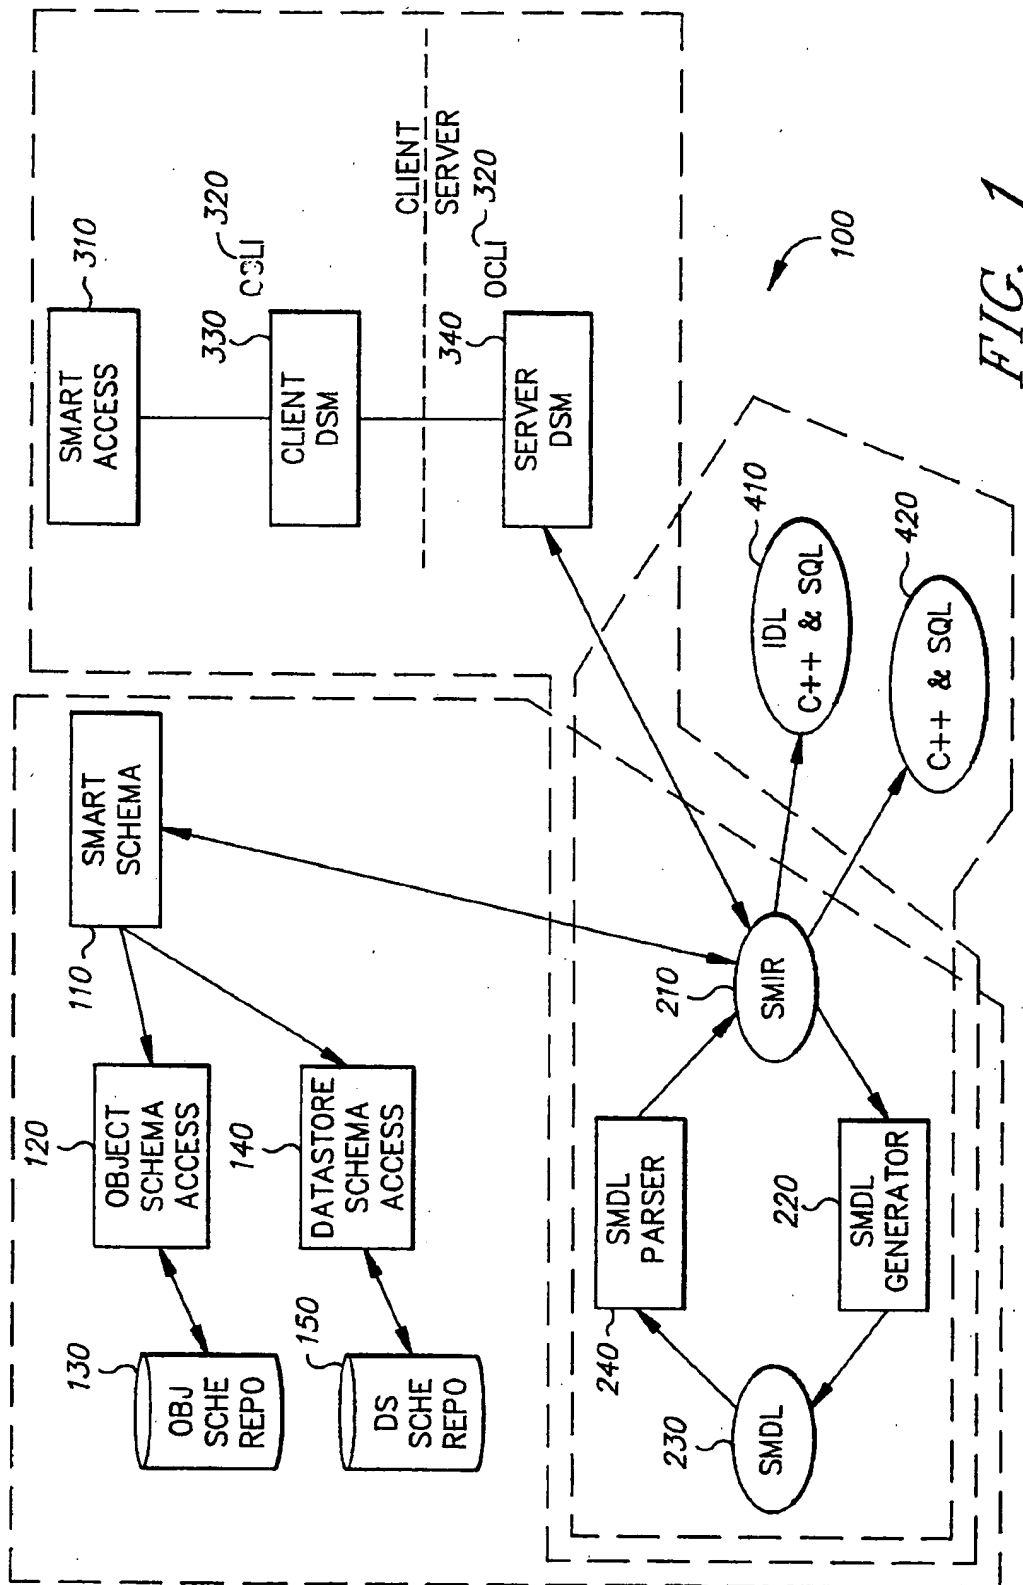 130
OBJ
SCHE
REPO
150
DS
SCHE
REPO
120
OBJECT
SCHEMA
ACCESS
140
DATASTORE
SCHEMA
ACCESS
110
SMART
SCHEMA
SMART
ACCESS
310
320
330
CLIENT
DSM
CLIENT
SERVER
OCLI
320
340
SERVER
DSM
230
SMDL
240
SMDL
PARSER
220
SMDL
GENERATOR
210
SMIR
410
IDL
C++ & SQL
420
C++ & SQL
100
FIG. 1